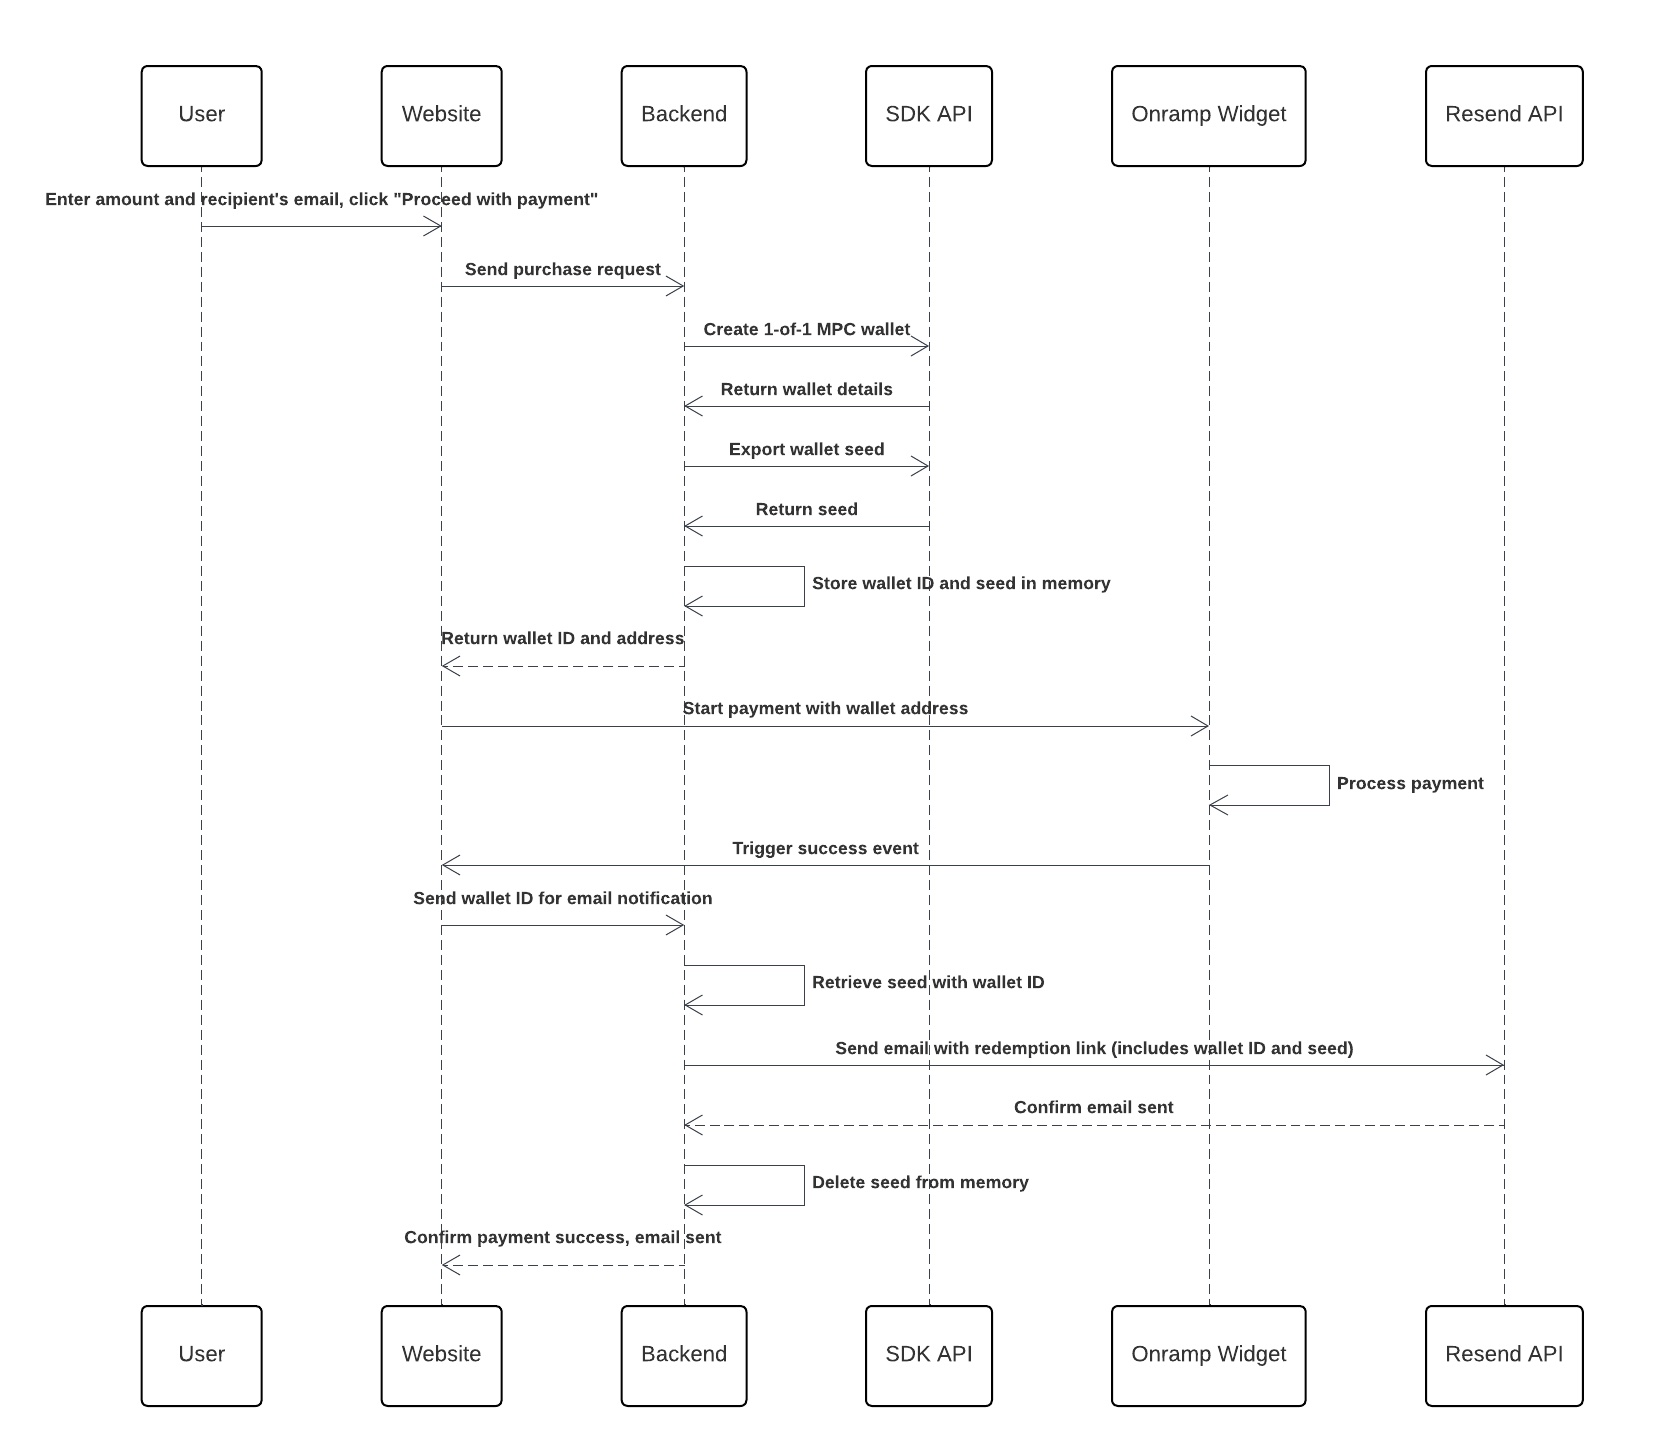 User
Website
Backend
SDK API
Onramp Widget
Resend API
Enter amount and recipient's email, click "Proceed with payment"
Send purchase request
Create 1-of-1 MPC wallet
Return wallet details
Export wallet seed
Return seed
Store wallet ID and seed in memory
Return wallet ID and address
Start payment with wallet address
Process payment
Trigger success event
Send wallet ID for email notification
Retrieve seed with wallet ID
Send email with redemption link (includes wallet ID and seed)
Confirm email sent
Delete seed from memory
Confirm payment success, email sent
User
Website
Backend
SDK API
Onramp Widget
Resend API